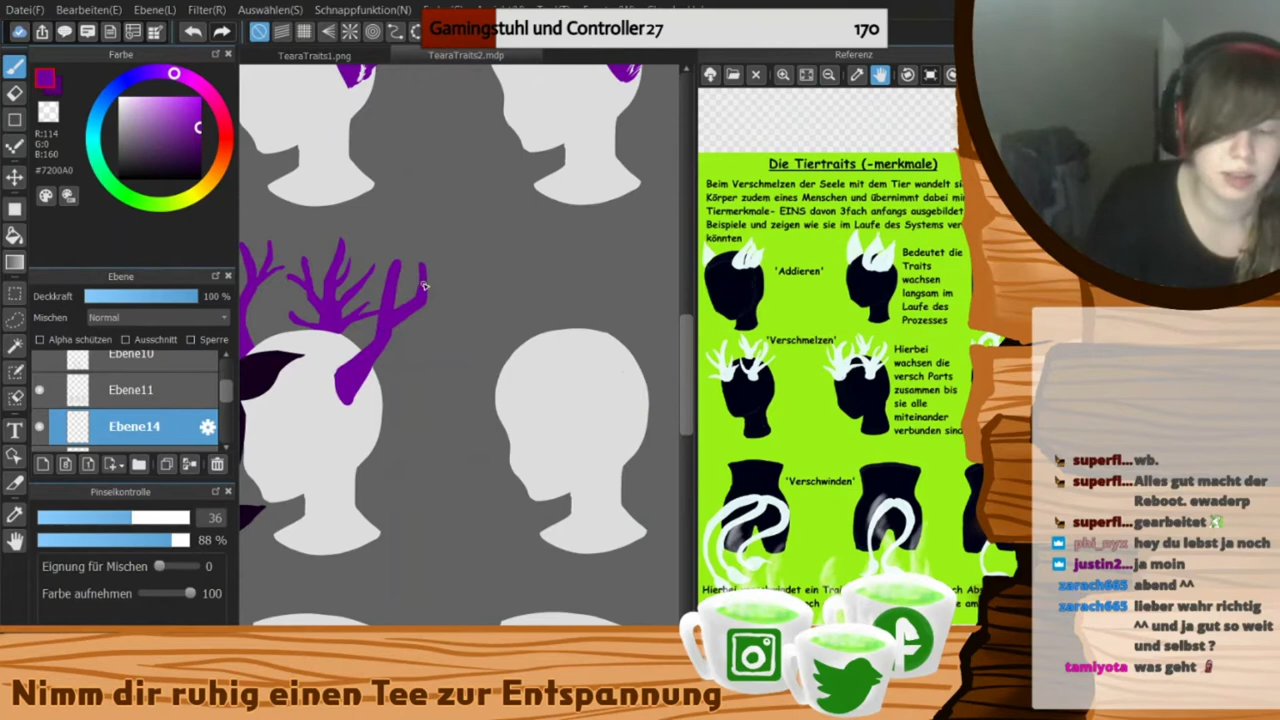 Datei(F) Bearbeiten(E) Ebene(L) Filter(R) Auswählen(S) Schnappfunktion(N)
Gamingstuhl und Controller27 170
TearaTraits1.png TearaTraits2.mdp
Farbe
R:114
G:0
B:160
#7200A0
Ebene
Deckkraft 100 %
Mischen Normal
Alpha schützen Ausschnitt Sperre
Ebene10
Ebene11
Ebene14
Pinselkontrolle
36
88 %
Eignung für Mischen 0
Farbe aufnehmen 100
Referenz
Die Tiertraits (-merkmale)
Beim Verschmelzen der Seele mit dem Tier wandelt
Körper zudem eines Menschen und übernimmt dabei
Tiermerkmale- EINS davon 3fach anfangs ausgebildet
Beispiele und zeigen wie sie im Laufe des Systems
könnten
'Addieren'
Bedeutet die
Traits
wachsen
langsam im
Laufe des
Prozesses
'Verschmelzen'
Hierbei
wachsen die
versch Parts
zusammen bis
sie alle
miteinander
verbunden sind
'Verschwinden'
Hierbei ein
superfl... wb.
superfl... Alles gut macht der
Reboot. ewaderp
superfl... gearbeitet
phi_nyx hey du lebst ja noch
justin2... ja moin
zarach665 abend ^^
zarach665 lieber wahr richtig
^^ und ja gut so weit
und selbst ?
tamiyota was geht
Nimm dir ruhig einen Tee zur Entspannung